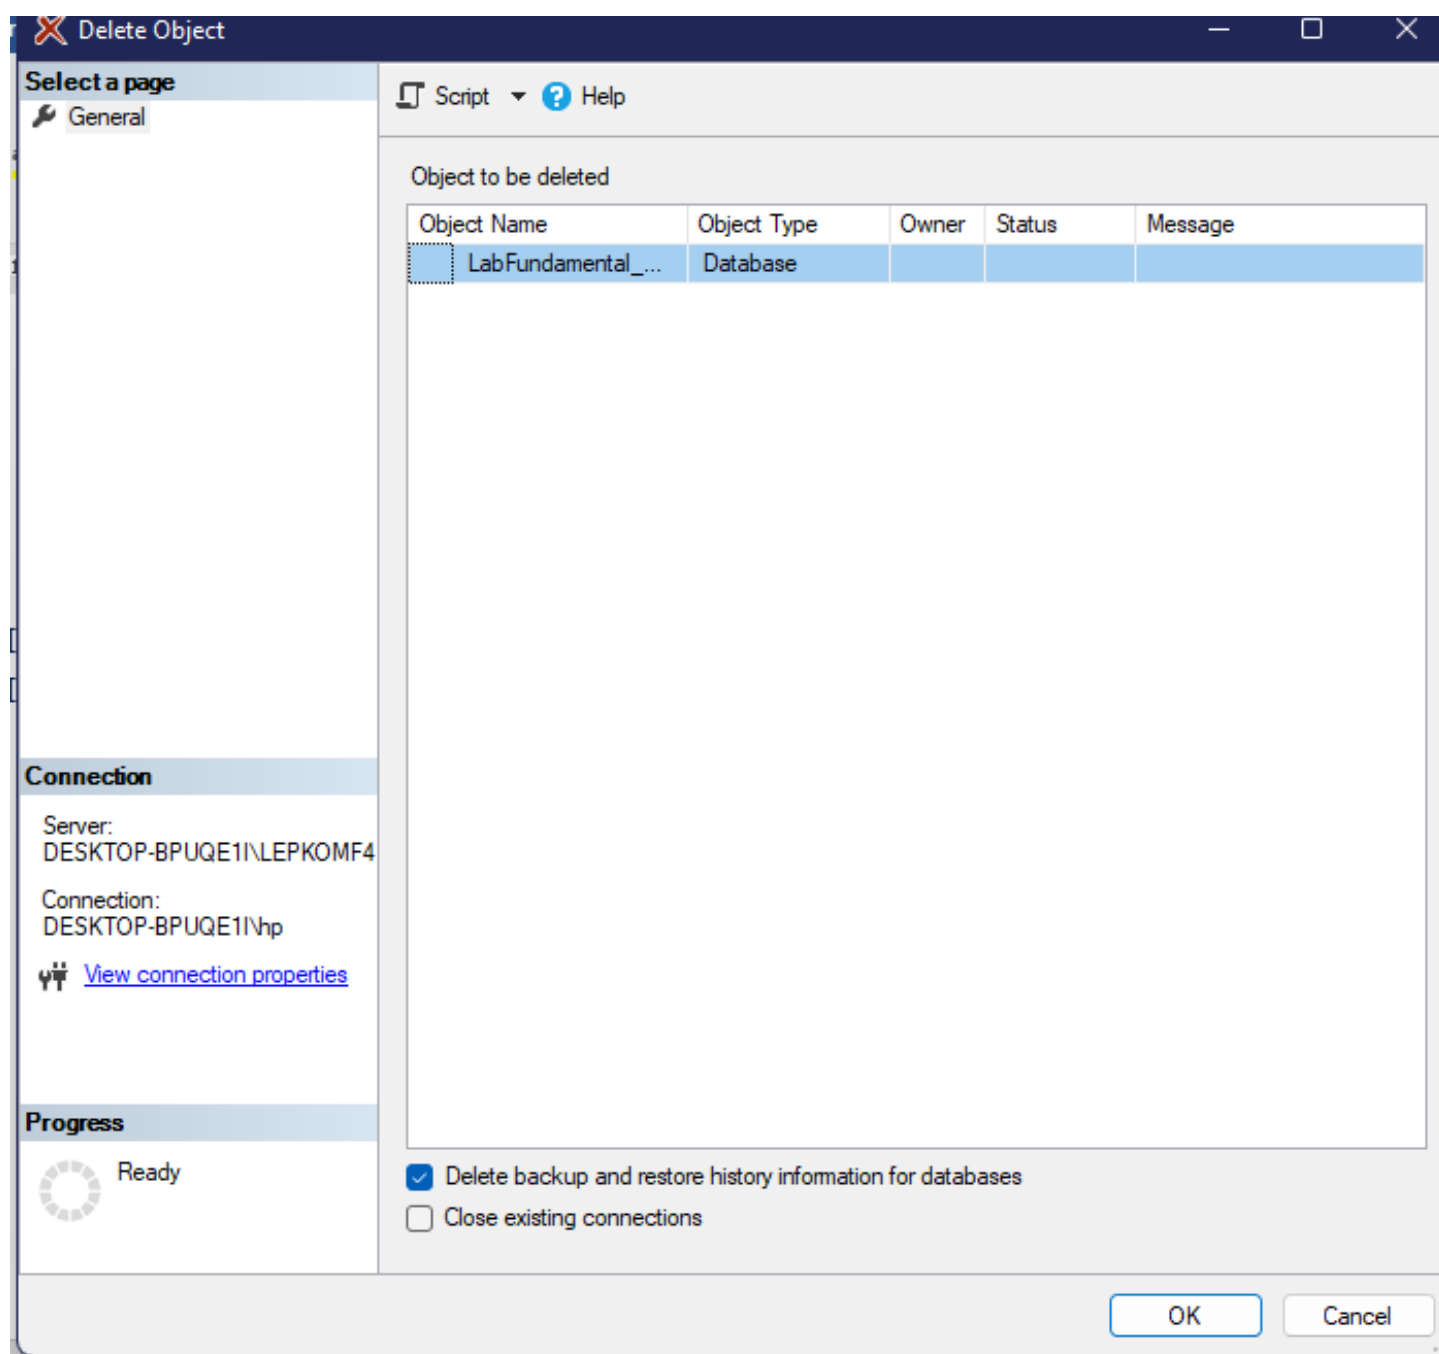 Delete Object
Select a page
General
Script
Help
Object to be deleted
Object Name Object Type Owner Status Message
LabFundamental_... Database
Connection
Server:
DESKTOP-BPUQE1I\LEPKOMF4
Connection:
DESKTOP-BPUQE1I\hp
View connection properties
Progress
Ready
Delete backup and restore history information for databases
Close existing connections
OK
Cancel